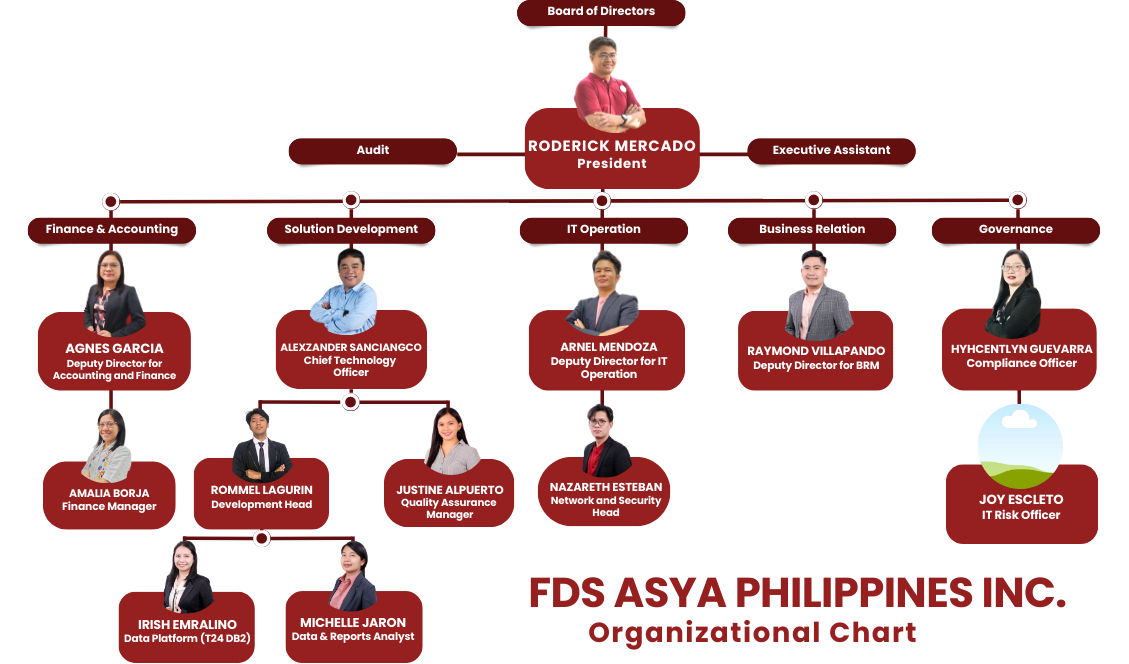 Board of Directors
RODERICK MERCADO
President
Audit
Executive Assistant
Finance & Accounting
Solution Development
IT Operation
Business Relation
Governance
AGNES GARCIA
Deputy Director for
Accounting and Finance
ALEXZANDER SANCIANGCO
Chief Technology
Officer
ARNEL MENDOZA
Deputy Director for IT
Operation
RAYMOND VILLAPANDO
Deputy Director for BRM
HYHCENTLYN GUEVARRA
Compliance Officer
AMALIA BORJA
Finance Manager
ROMMEL LAGURIN
Development Head
JUSTINE ALPUERTO
Quality Assurance
Manager
NAZARETH ESTEBAN
Network and Security
Head
JOY ESCLETO
IT Risk Officer
IRISH EMRALINO
Data Platform (T24 DB2)
MICHELLE JARON
Data & Reports Analyst
FDS ASYA PHILIPPINES INC.
Organizational Chart